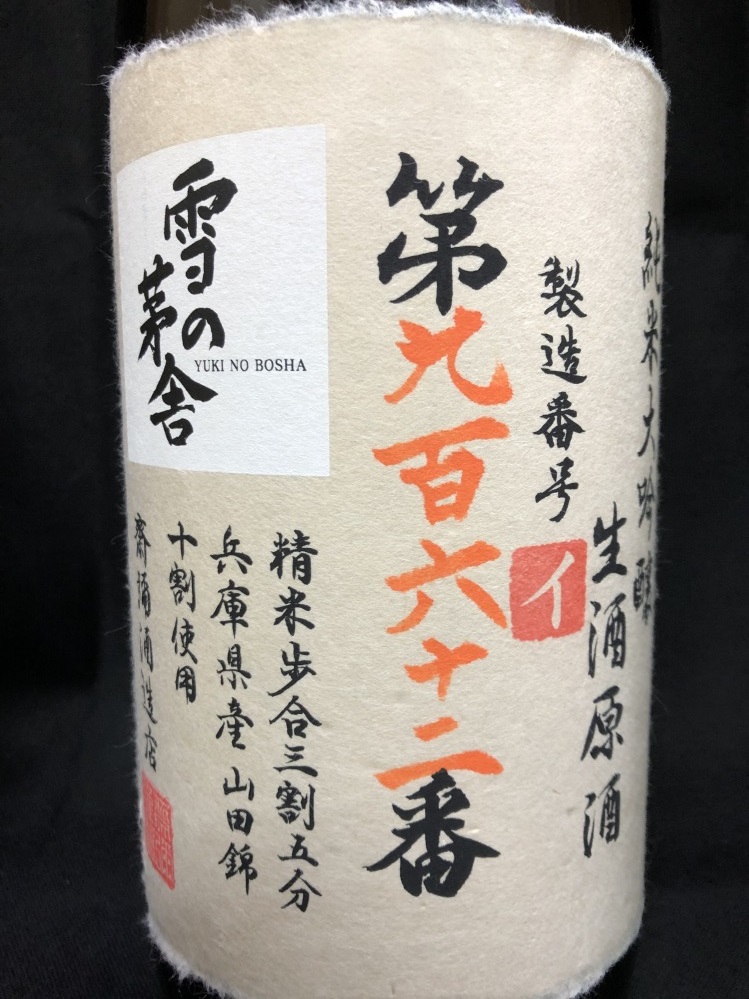 純米大吟醸
生酒原酒
製造番号
イ
第九百六十二番
精米歩合三割五分
兵庫県産山田錦
十割使用
雪の
茅舎
YUKI NO BOSHA
齋彌酒造店